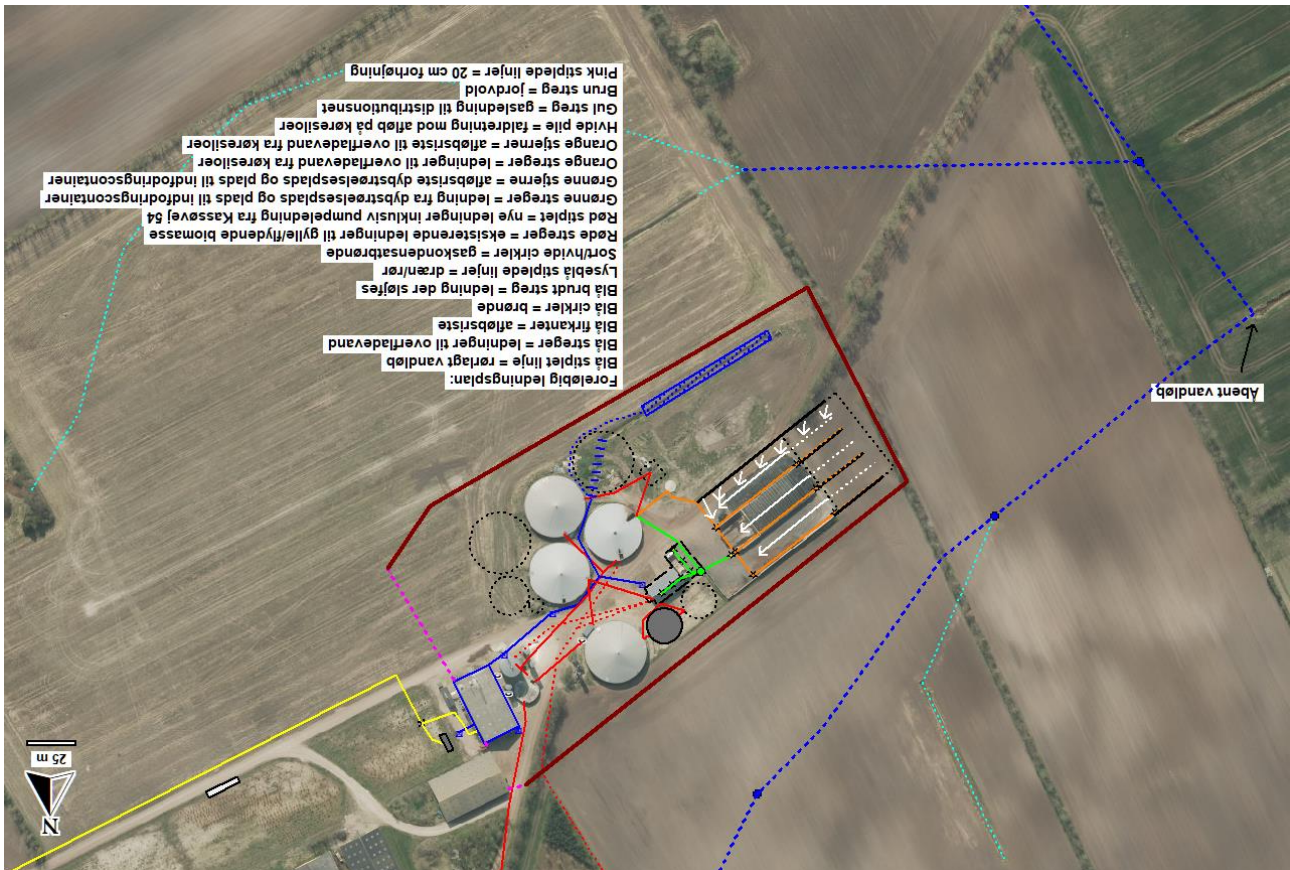 Foreløbig ledningsplan:
Blå stiplet linje = rørlagt vandløb
Blå streger = ledninger til overfladevand
Blå firkanter = afløbsriste
Blå cirkler = brønde
Blå brudt streg = ledning der sløjfes
Lyseblå stiplede linjer = dræn/rør
Sort/hvide cirkler = gaskondensatbrønde
Røde streger = eksisterende ledninger til gylle/flydende biomasse
Rød stiplet = nye ledninger inklusiv pumpeledning fra Kassøvej 54
Grønne streger = ledning fra dybstrøelsesplads og plads til indfodringscontainer
Grønne stjerne = afløbsriste dybstrøelsesplads og plads til indfodringscontainer
Orange streger = ledninger til overfladevand fra køresiloer
Orange stjerner = afløbsriste til overfladevand fra køresiloer
Hvide pile = faldretning mod afløb på køresiloer
Gul streg = gasledning til distributionsnet
Brun streg = jordvold
Pink stiplede linjer = 20 cm forhøjning
Åbent vandløb
N
25 m